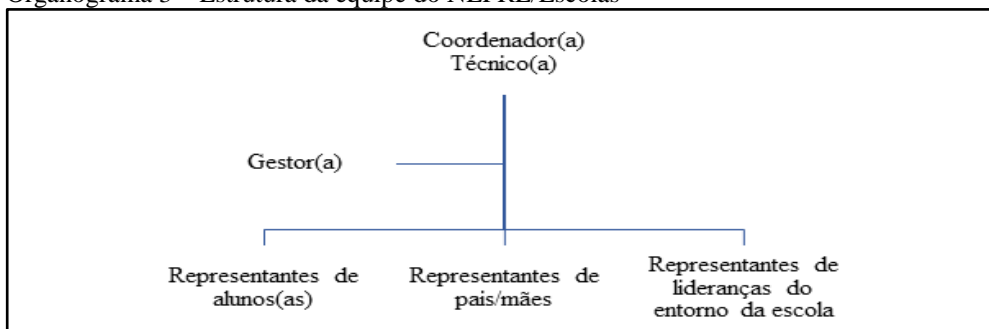 Coordenador(a)
Técnico(a)
Gestor(a)
Representantes de
alunos(as)
Representantes de
pais/mães
Representantes de
lideranças do
entorno da escola